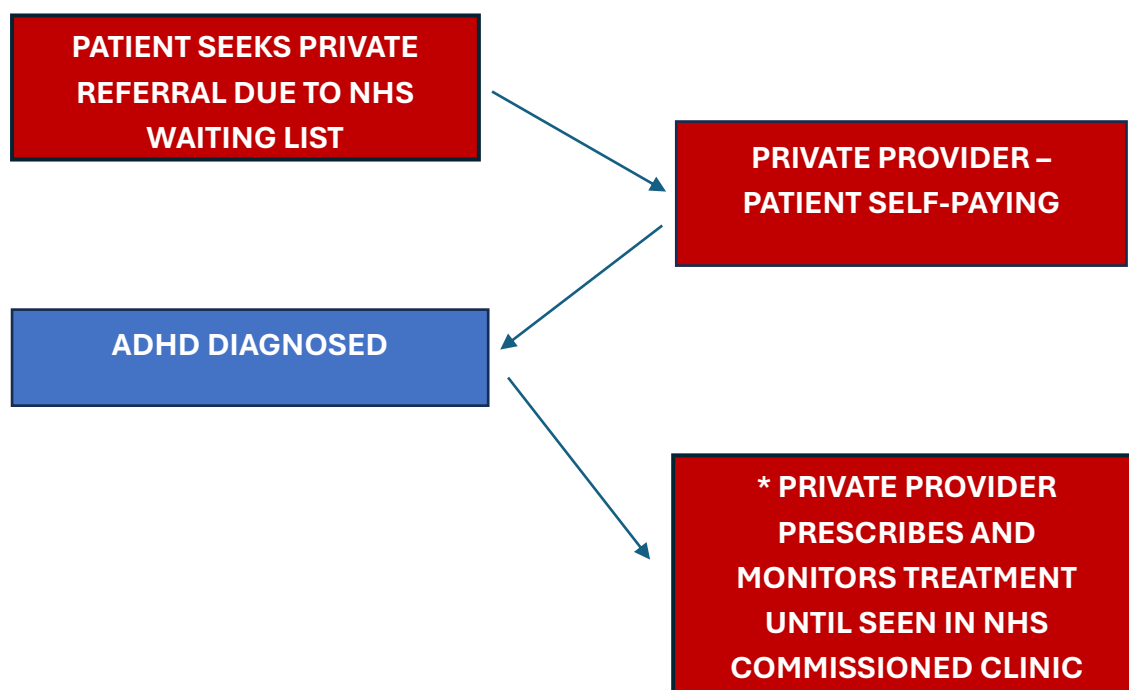 PATIENT SEEKS PRIVATE
REFERRAL DUE TO NHS
WAITING LIST
PRIVATE PROVIDER –
PATIENT SELF-PAYING
ADHD DIAGNOSED
* PRIVATE PROVIDER
PRESCRIBES AND
MONITORS TREATMENT
UNTIL SEEN IN NHS
COMMISSIONED CLINIC